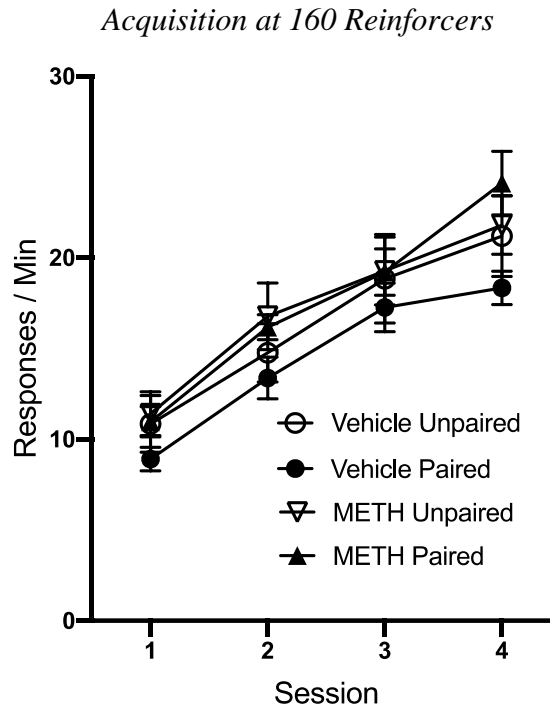 Acquisition at 160 Reinforcers
30
20
10
0
Responses / Min
Vehicle Unpaired
Vehicle Paired
METH Unpaired
METH Paired
1 2 3 4
Session